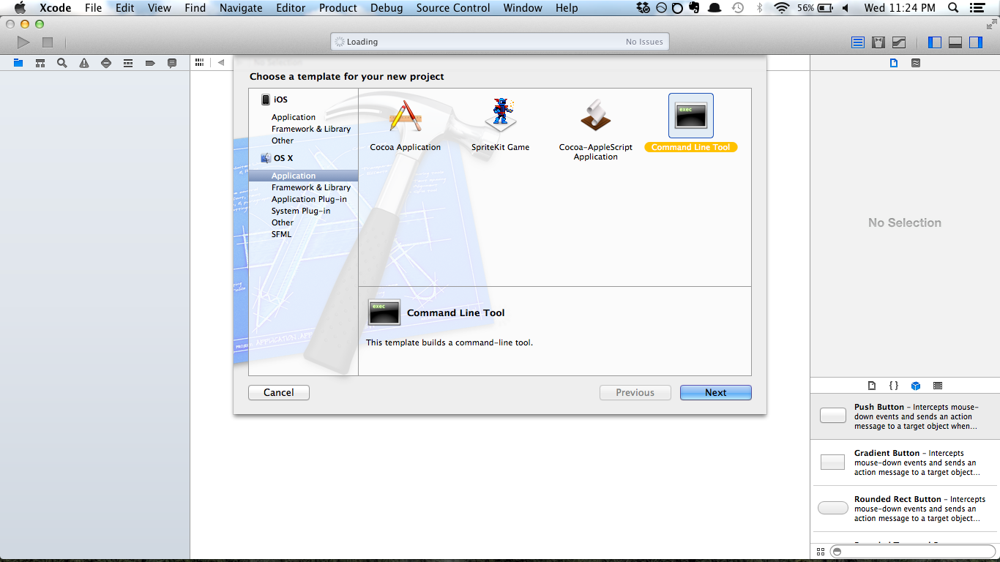 Xcode File Edit View Find Navigate Editor Product Debug Source Control Window Help 56% Wed 11:24 PM
Loading No Issues
No Selection
Choose a template for your new project
iOS
Application
Framework & Library
Other
OS X
Application
Framework & Library
Application Plug-in
System Plug-in
Other
SFML
Cocoa Application
SpriteKit Game
Cocoa-AppleScript
Application
exec
Command Line Tool
exec
Command Line Tool
This template builds a command-line tool.
Cancel
Previous
Next
No Selection
{ }
Push Button - Intercepts mouse-
down events and sends an action
message to a target object when...
Gradient Button - Intercepts
mouse-down events and sends an
action message to a target object...
Rounded Rect Button - Intercepts
mouse-down events and sends an
action message to a target object...